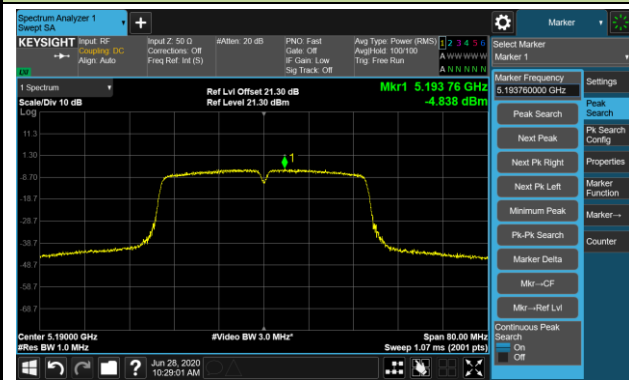 Spectrum Analyzer 1
Swept SA
Marker
KEYSIGHT
Input: RF
Coupling: DC
Align: Auto
Input Z: 50 Ω
Corrections: Off
Freq Ref: Int (S)
#Atten: 20 dB
PNO: Fast
Gate: Off
IF Gain: Low
Sig Track: Off
Avg Type: Power (RMS)
Avg|Hold: 100/100
Trig: Free Run
1 2 3 4 5 6
A W W W W W
A N N N N N
Select Marker
Marker 1
1 Spectrum
Scale/Div 10 dB
Ref Lvl Offset 21.30 dB
Ref Level 21.30 dBm
Mkr1 5.193 76 GHz
-4.838 dBm
Log
11.3
1.30
-8.70
-18.7
-28.7
-38.7
-48.7
-58.7
-68.7
1
Center 5.19000 GHz
#Res BW 1.0 MHz
#Video BW 3.0 MHz*
Span 80.00 MHz
Sweep 1.07 ms (2001 pts)
Marker Frequency
5.193760000 GHz
Peak Search
Next Peak
Next Pk Right
Next Pk Left
Minimum Peak
Pk-Pk Search
Marker Delta
Mkr→CF
Mkr→Ref Lvl
Continuous Peak
Search
On
Off
Settings
Peak
Search
Pk Search
Config
Properties
Marker
Function
Marker→
Counter
Jun 28, 2020
10:29:01 AM